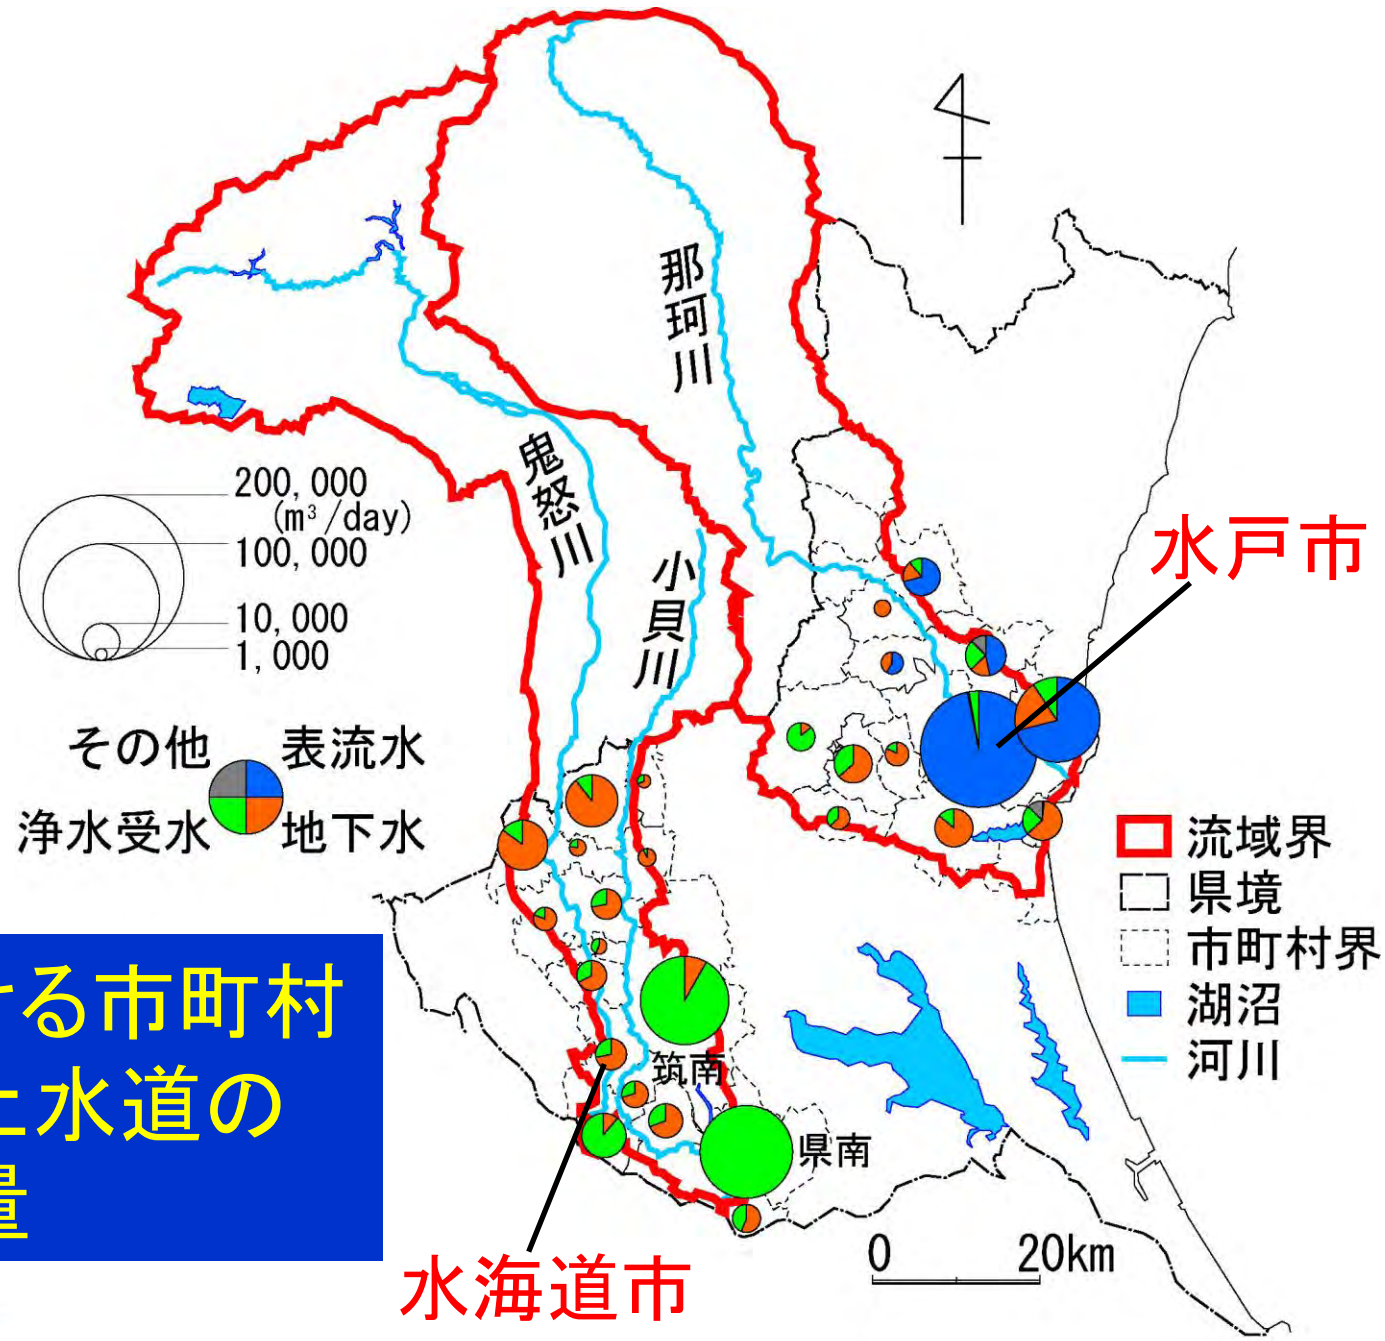 那珂川
鬼怒川
小貝川
200,000
(m³/day)
100,000
10,000
1,000
水戸市
その他
表流水
浄水受水
地下水
流域界
県境
市町村界
湖沼
河川
ける市町村
上水道の
量
筑南
県南
0 20km
水海道市